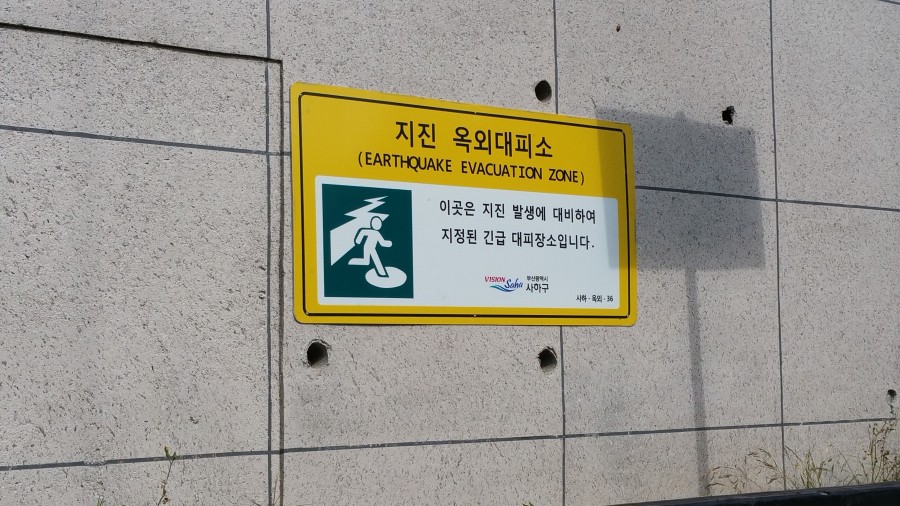 지진 옥외대피소
(EARTHQUAKE EVACUATION ZONE)
이곳은 지진 발생에 대비하여
지정된 긴급 대피장소입니다.
VISION Saha
부산광역시
사하구
사하 - 옥외 - 36